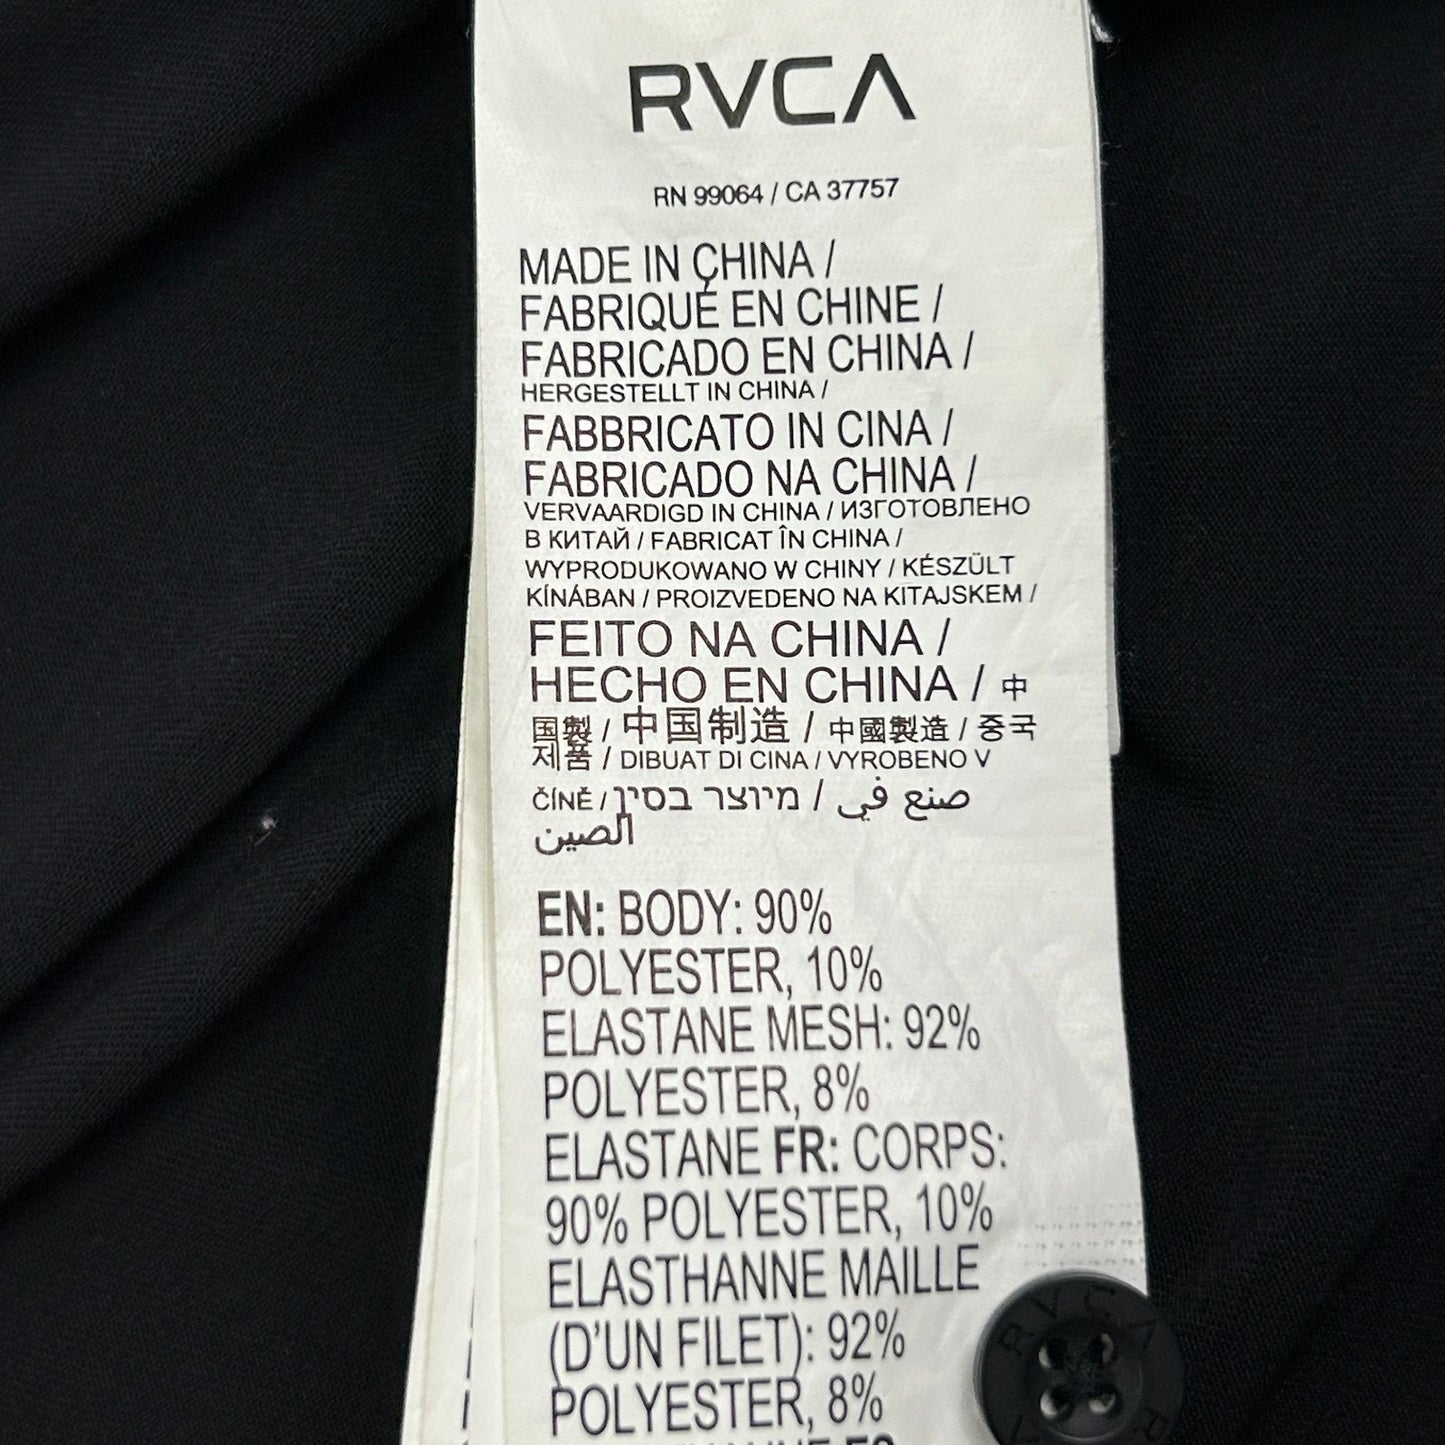 RVCA
RN 99064 / CA 37757
MADE IN CHINA /
FABRIQUÉ EN CHINE /
FABRICADO EN CHINA /
HERGESTELLT IN CHINA /
FABBRICATO IN CINA /
FABRICADO NA CHINA /
VERVAARDIGD IN CHINA / ИЗГОТОВЛЕНО
В КИТАЙ / FABRICAT ÎN CHINA /
WYPRODUKOWANO W CHINY / KÉSZÜLT
KÍNÁBAN / PROIZVEDENO NA KITAJSKEM /
FEITO NA CHINA /
HECHO EN CHINA / 中
国製 / 中国制造 / 中國製造 / 중국
제품 / DIBUAT DI CINA / VYROBENO V
ČÍNĚ / מיוצר בסין / صنع في
الصين
EN: BODY: 90%
POLYESTER, 10%
ELASTANE MESH: 92%
POLYESTER, 8%
ELASTANE FR: CORPS:
90% POLYESTER, 10%
ELASTHANNE MAILLE
(D'UN FILET): 92%
POLYESTER, 8%
RVCA